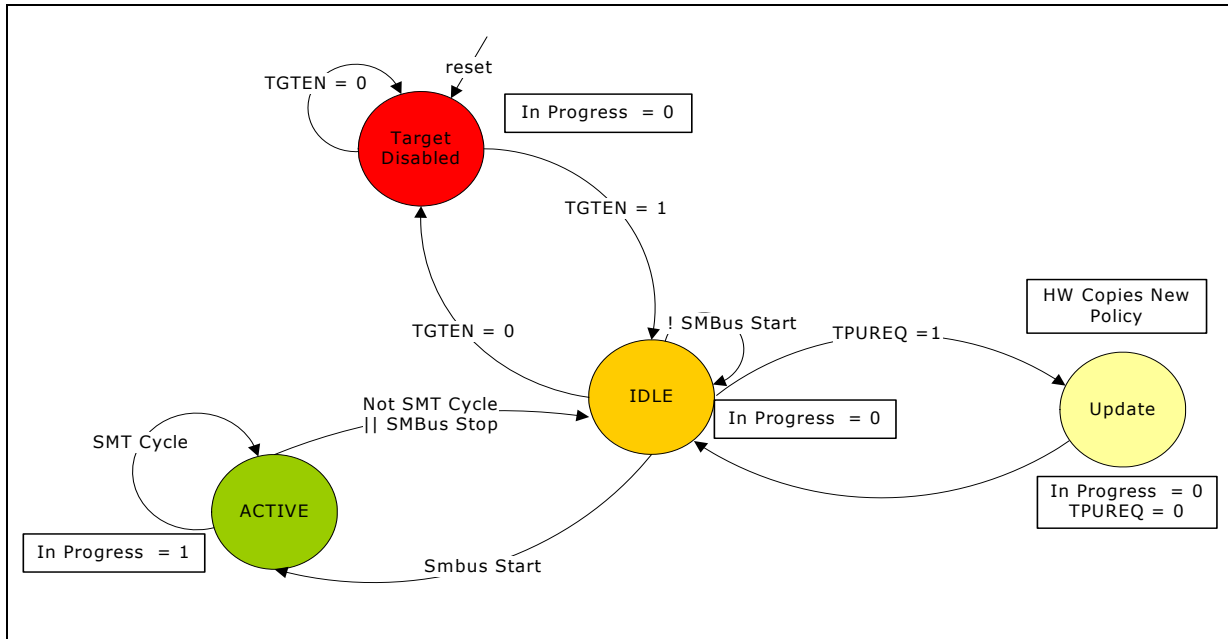 reset
TGTEN = 0
In Progress = 0
Target
Disabled
TGTEN = 1
HW Copies New
Policy
! SMBus Start
TGTEN = 0
TPUREQ =1
IDLE
Update
Not SMT Cycle
|| SMBus Stop
In Progress = 0
SMT Cycle
In Progress = 0
TPUREQ = 0
ACTIVE
In Progress = 1
Smbus Start